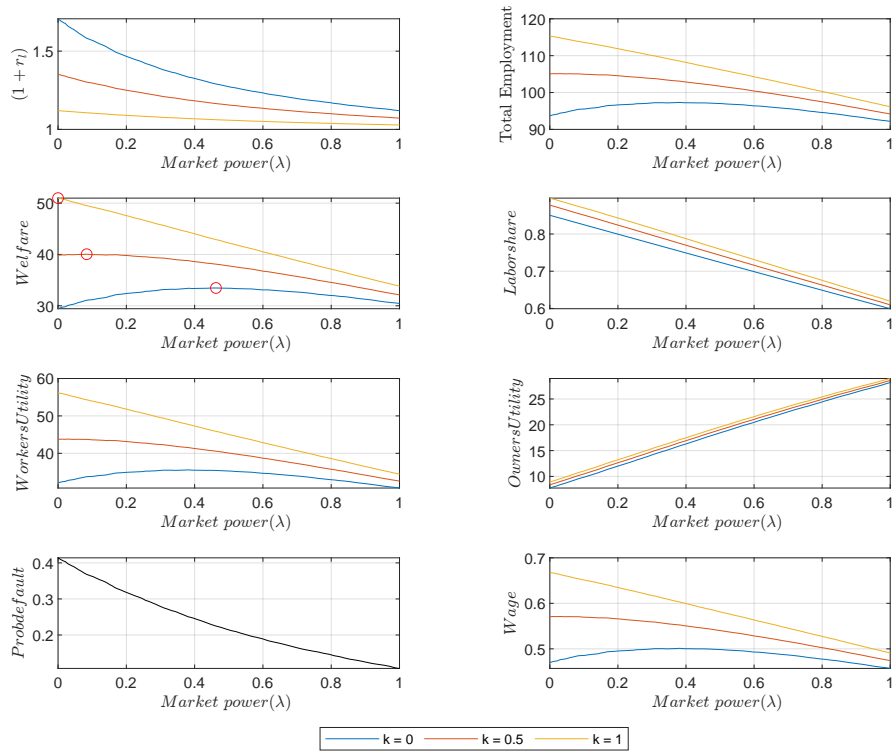 1.5
1
(1 + r_l)
0 0.2 0.4 0.6 0.8 1
Market power(λ)
120
110
100
90
Total Employment
0 0.2 0.4 0.6 0.8 1
Market power(λ)
50
40
30
Welfare
0 0.2 0.4 0.6 0.8 1
Market power(λ)
0.8
0.7
0.6
Laborshare
0 0.2 0.4 0.6 0.8 1
Market power(λ)
60
50
40
WorkersUtility
0 0.2 0.4 0.6 0.8 1
Market power(λ)
25
20
15
10
OwnersUtility
0 0.2 0.4 0.6 0.8 1
Market power(λ)
0.4
0.3
0.2
Probdefault
0 0.2 0.4 0.6 0.8 1
Market power(λ)
0.7
0.6
0.5
Wage
0 0.2 0.4 0.6 0.8 1
Market power(λ)
k = 0 k = 0.5 k = 1